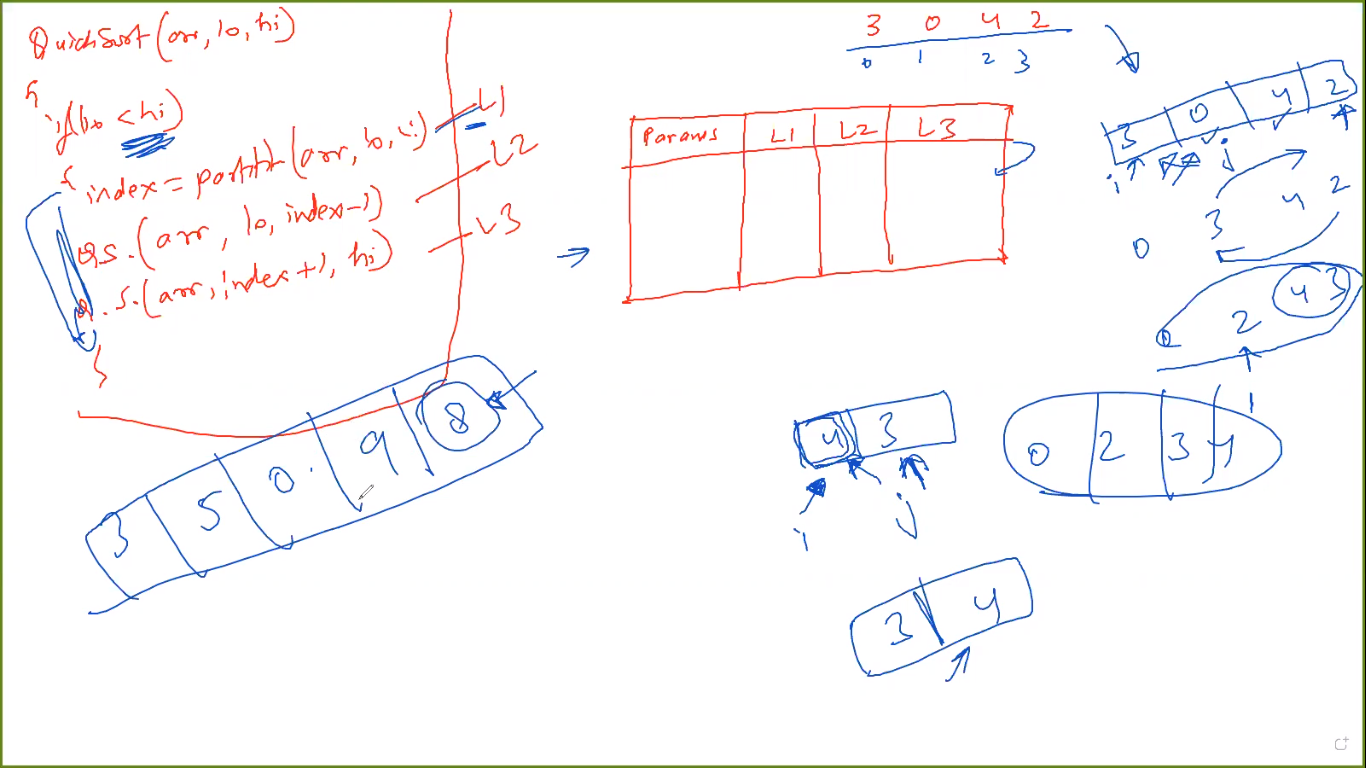 QuickSort(arr, lo, hi)
{
if(lo < hi)
{ index = partitn(arr, lo, hi) L1
Q.S.(arr, lo, index-1) L2
Q.S.(arr, index+1, hi) L3
}
3 0 4 2
0 1 2 3
Params L1 L2 L3
3 0 4 2
i j
3 4 2
0
0 2 4 3
1
4 3
i j
0 2 3 4
3 4
3 5 0 9 8